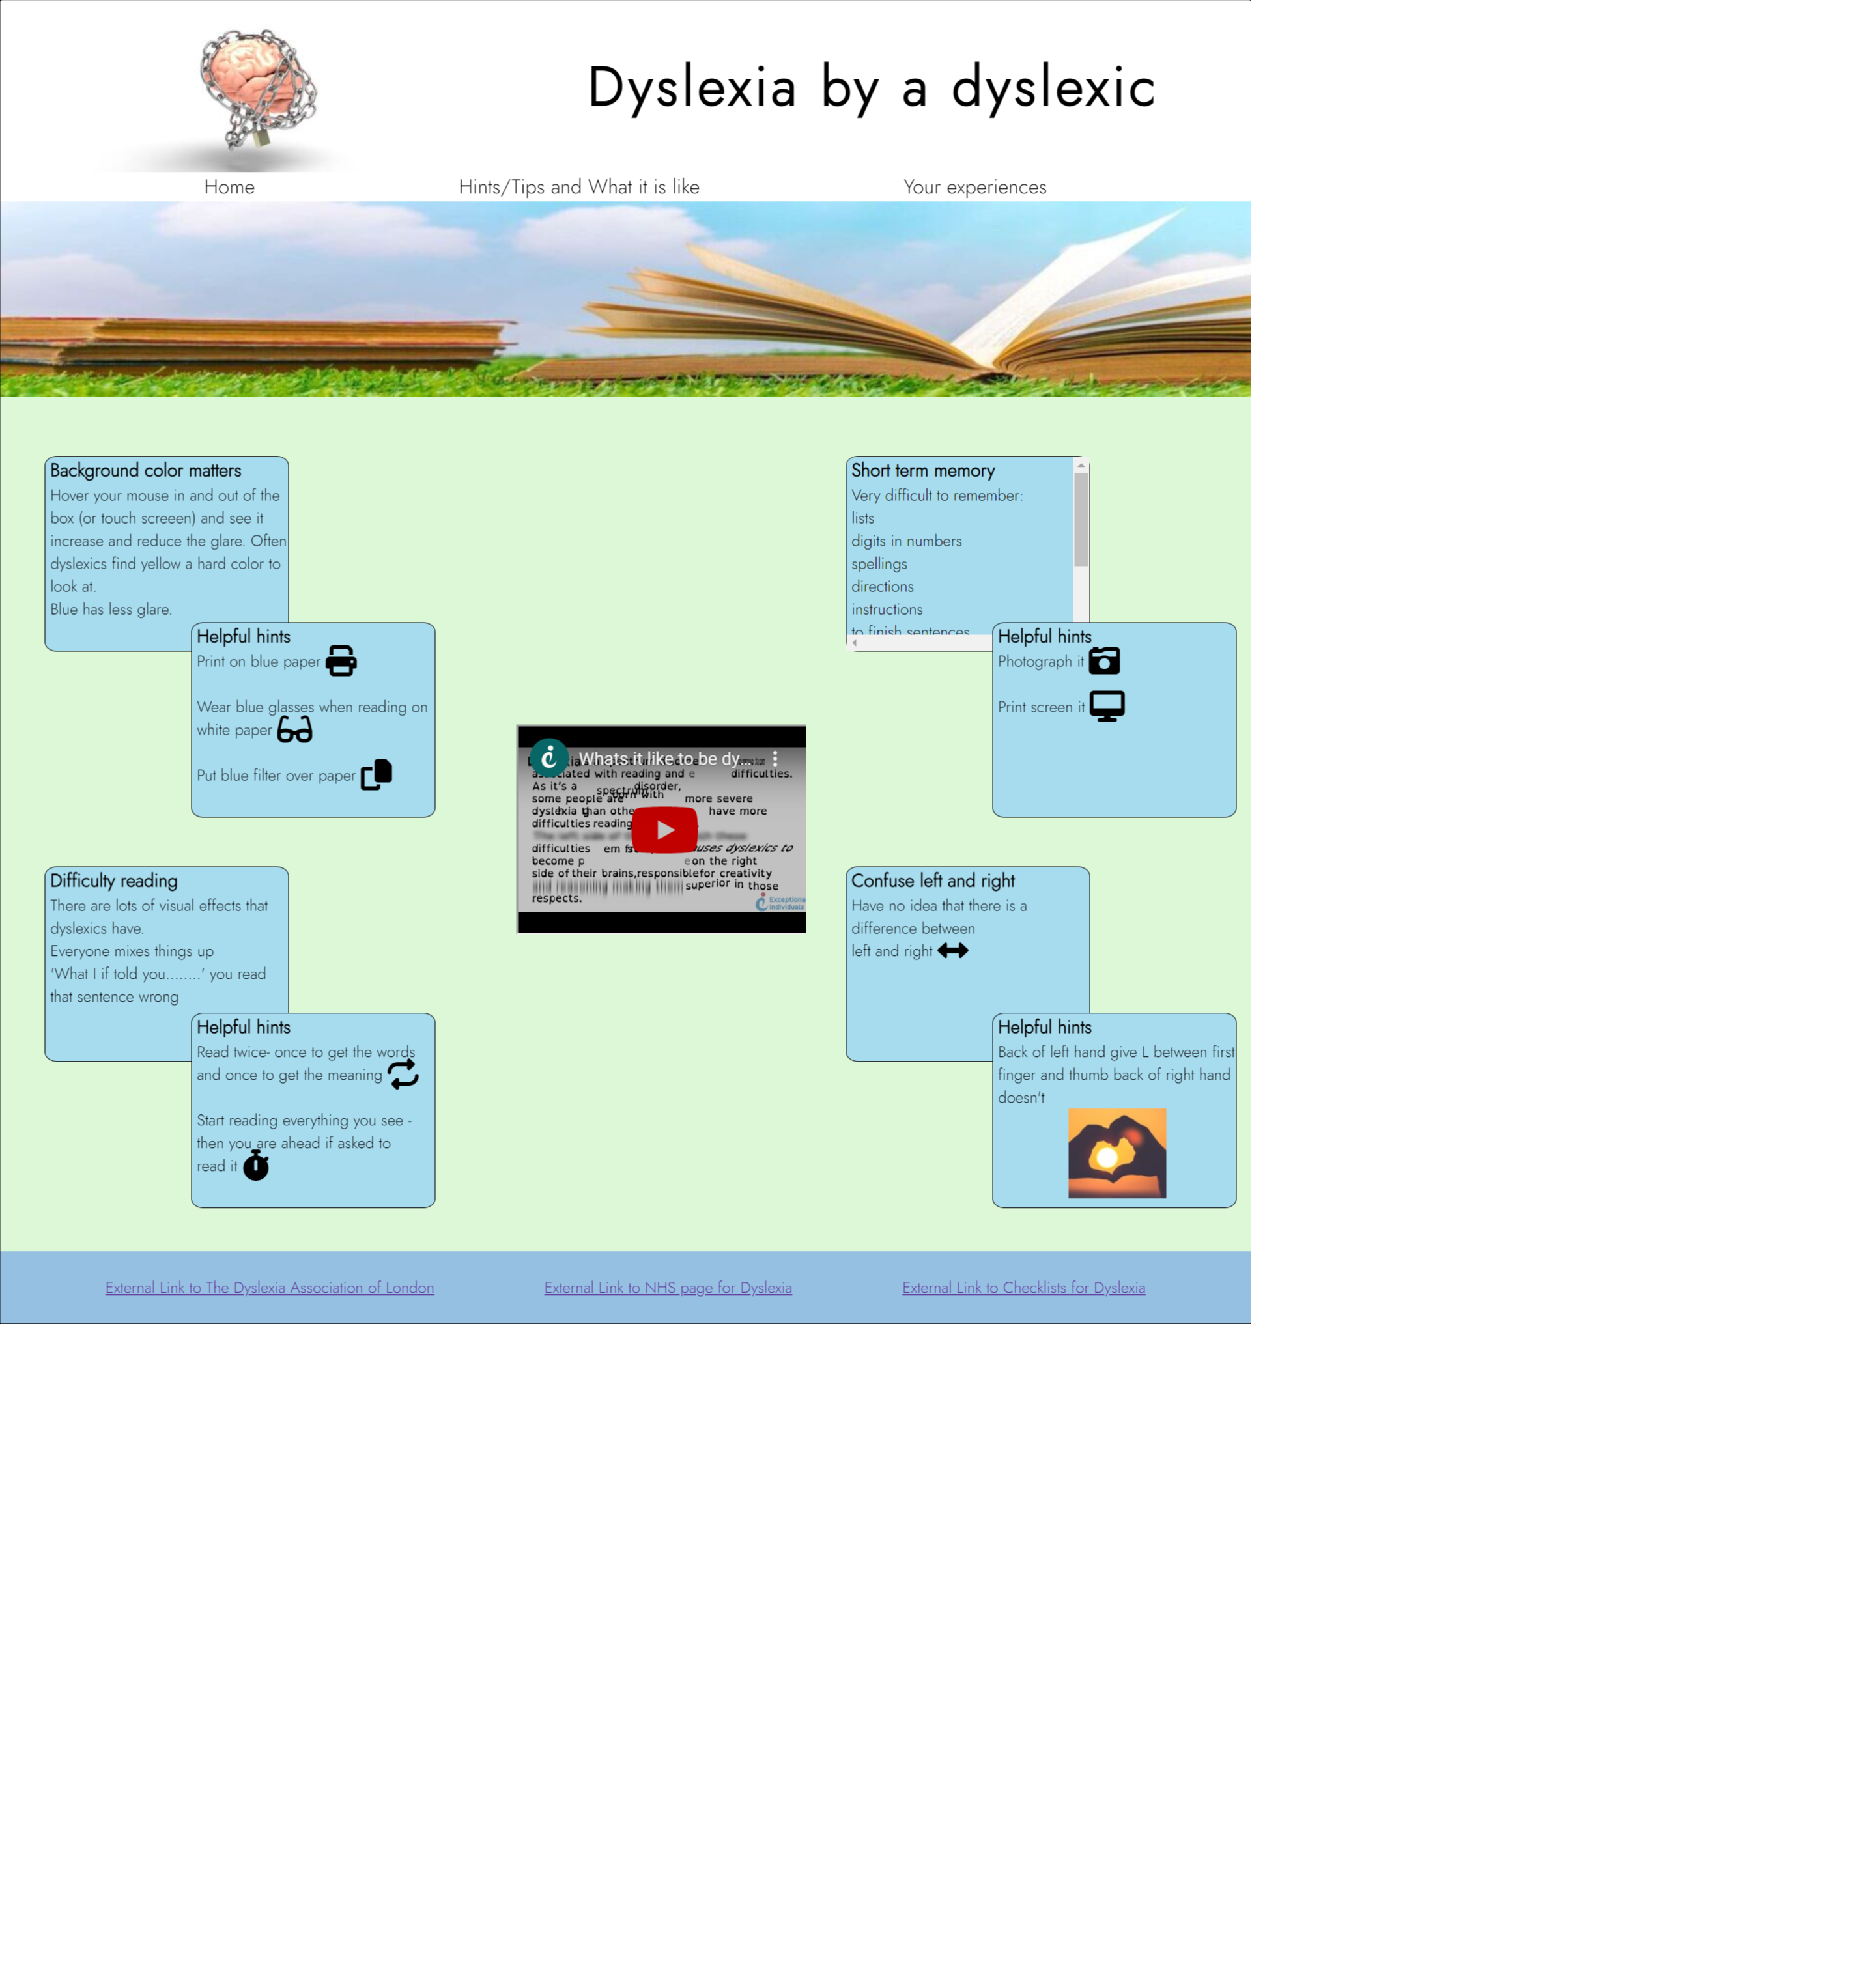 Dyslexia by a dyslexic
Home
Hints/Tips and What it is like
Your experiences
Background color matters
Hover your mouse in and out of the
box (or touch screeen) and see it
increase and reduce the glare. Often
dyslexics find yellow a hard color to
look at.
Blue has less glare.
Helpful hints
Print on blue paper
Wear blue glasses when reading on
white paper
Put blue filter over paper
Short term memory
Very difficult to remember:
lists
digits in numbers
spellings
directions
instructions
to finish sentences
Helpful hints
Photograph it
Print screen it
Whats it like to be dy...
with reading and e difficulties.
As it's a spectrum disorder,
some people are born with more severe
dyslexia than othe have more
difficulties reading
difficulties em uses dyslexics to
become p e on the right
side of their brains,responsiblefor creativity
superior in those
respects.
Exceptional
Individuals
Difficulty reading
There are lots of visual effects that
dyslexics have.
Everyone mixes things up
'What I if told you........' you read
that sentence wrong
Helpful hints
Read twice- once to get the words
and once to get the meaning
Start reading everything you see -
then you are ahead if asked to
read it
Confuse left and right
Have no idea that there is a
difference between
left and right
Helpful hints
Back of left hand give L between first
finger and thumb back of right hand
doesn't
External Link to The Dyslexia Association of London
External Link to NHS page for Dyslexia
External Link to Checklists for Dyslexia